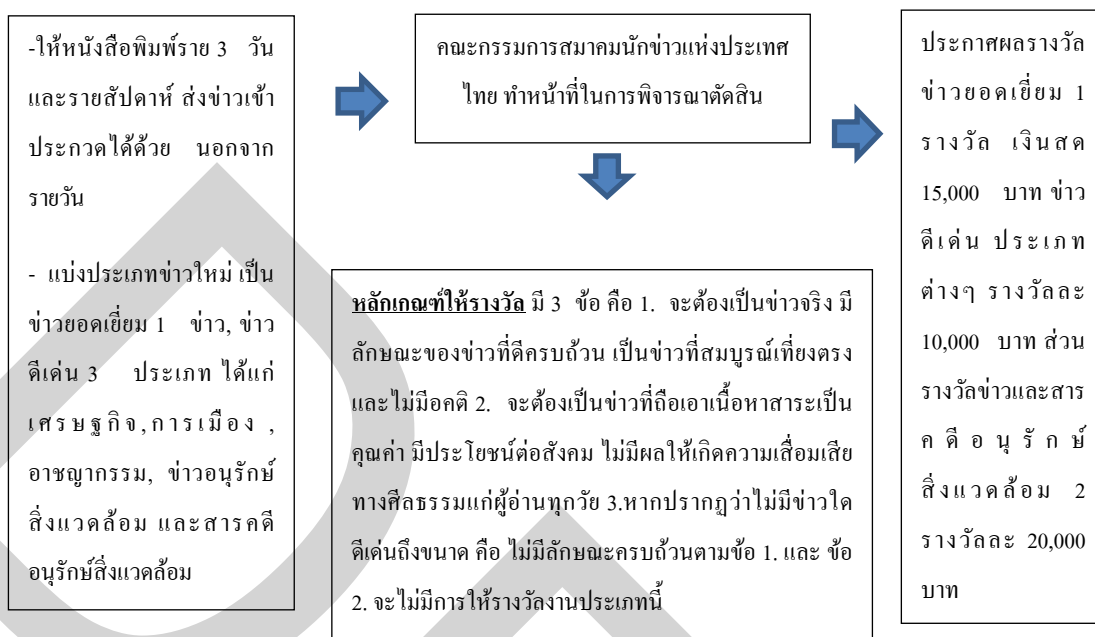 -ให้หนังสือพิมพ์ราย 3 วัน
และรายสัปดาห์ ส่งข่าวเข้า
ประกวดได้ด้วย นอกจาก
รายวัน
- แบ่งประเภทข่าวใหม่ เป็น
ข่าวยอดเยี่ยม 1 ข่าว, ข่าว
ดีเด่น 3 ประเภท ได้แก่
เศรษฐกิจ,การเมือง ,
อาชญากรรม, ข่าวอนุรักษ์
สิ่งแวดล้อม และสารคดี
อนุรักษ์สิ่งแวดล้อม
คณะกรรมการสมาคมนักข่าวแห่งประเทศ
ไทย ทำหน้าที่ในการพิจารณาตัดสิน
หลักเกณฑ์ให้รางวัล มี 3 ข้อ คือ 1. จะต้องเป็นข่าวจริง มี
ลักษณะของข่าวที่ดีครบถ้วน เป็นข่าวที่สมบูรณ์เที่ยงตรง
และไม่มีอคติ 2. จะต้องเป็นข่าวที่ถือเอาเนื้อหาสาระเป็น
คุณค่า มีประโยชน์ต่อสังคม ไม่มีผลให้เกิดความเสื่อมเสีย
ทางศีลธรรมแก่ผู้อ่านทุกวัย 3.หากปรากฏว่าไม่มีข่าวใด
ดีเด่นถึงขนาด คือ ไม่มีลักษณะครบถ้วนตามข้อ 1. และ ข้อ
2. จะไม่มีการให้รางวัลงานประเภทนี้
ประกาศผลรางวัล
ข่าวยอดเยี่ยม 1
รางวัล เงินสด
15,000 บาท ข่าว
ดีเด่น ประเภท
ต่างๆ รางวัลละ
10,000 บาท ส่วน
รางวัลข่าวและสาร
คดีอนุรักษ์
สิ่งแวดล้อม 2
รางวัลละ 20,000
บาท